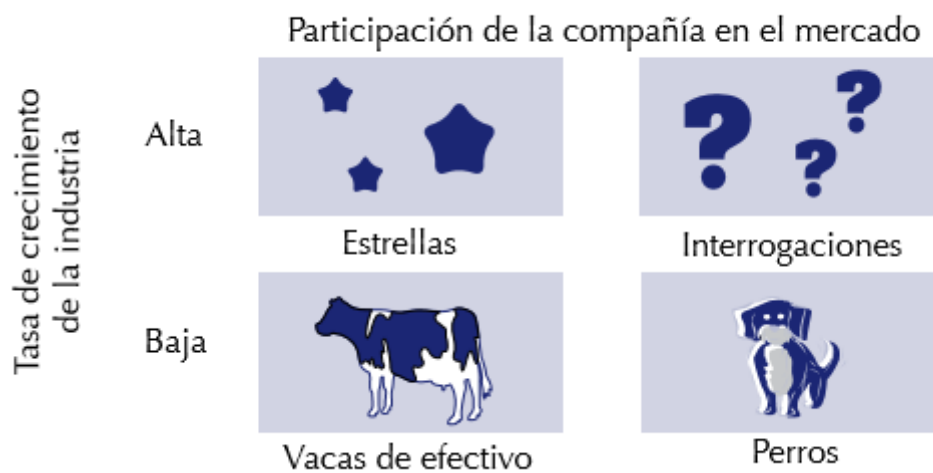 Participación de la compañía en el mercado
Tasa de crecimiento
de la industria
Alta
Estrellas
Interrogaciones
Baja
Vacas de efectivo
Perros